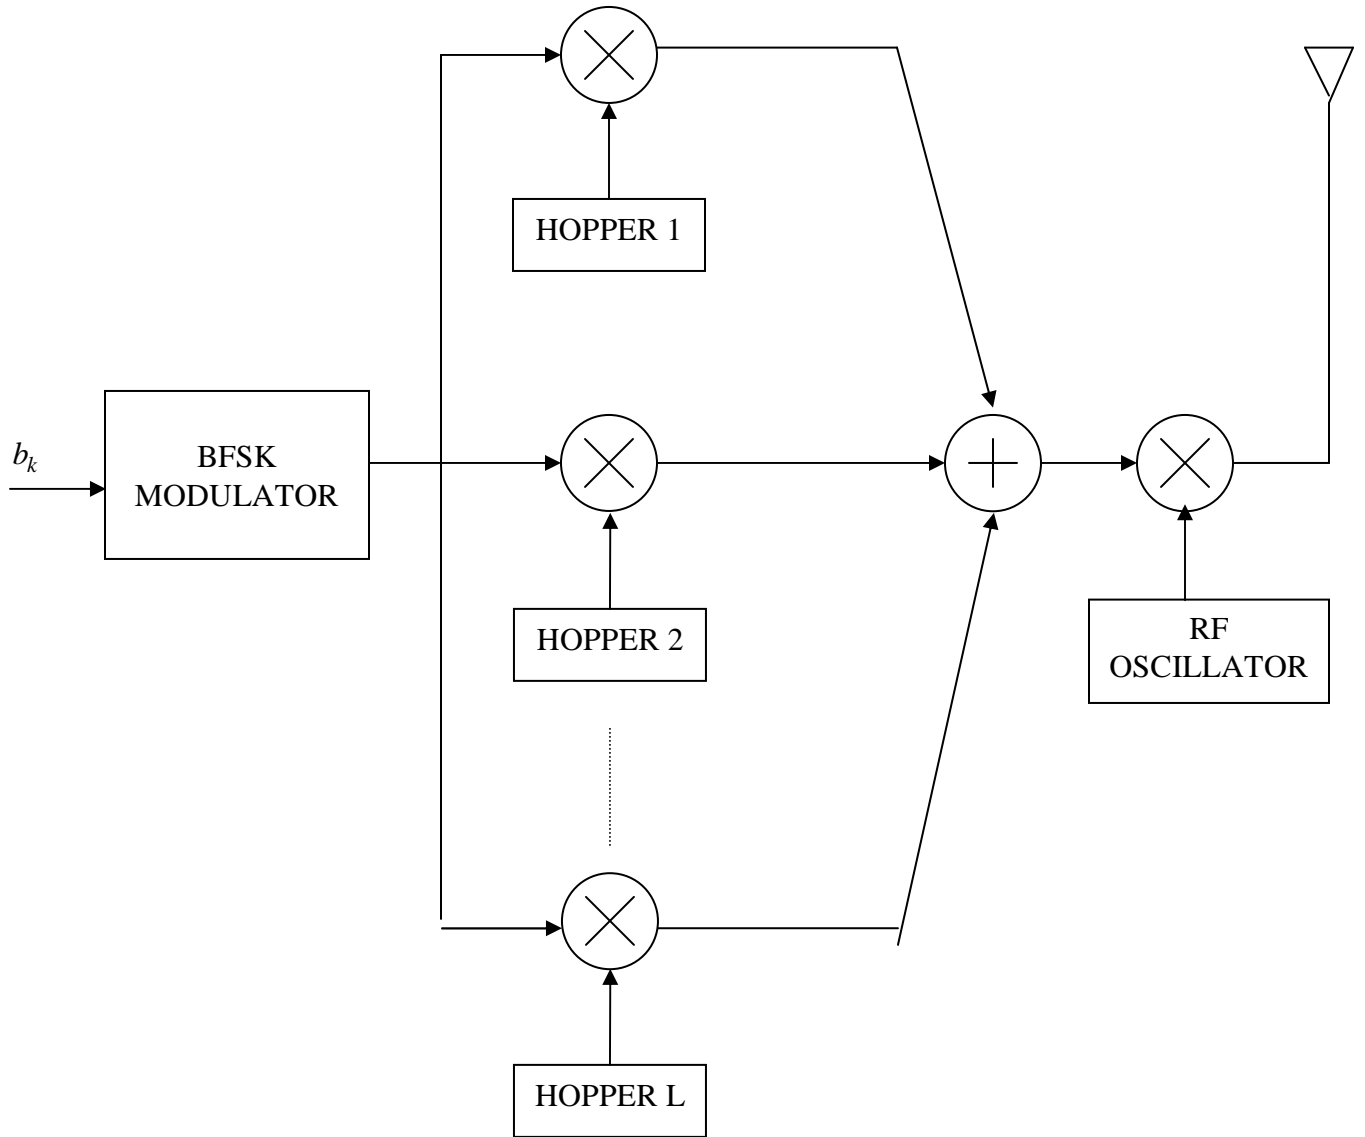 HOPPER 1
b_k
BFSK
MODULATOR
HOPPER 2
RF
OSCILLATOR
HOPPER L